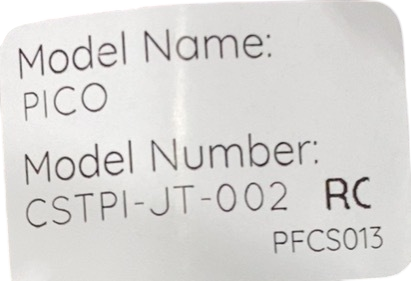 Model Name:
PICO
Model Number:
CSTPI-JT-002 RC
PFCS013